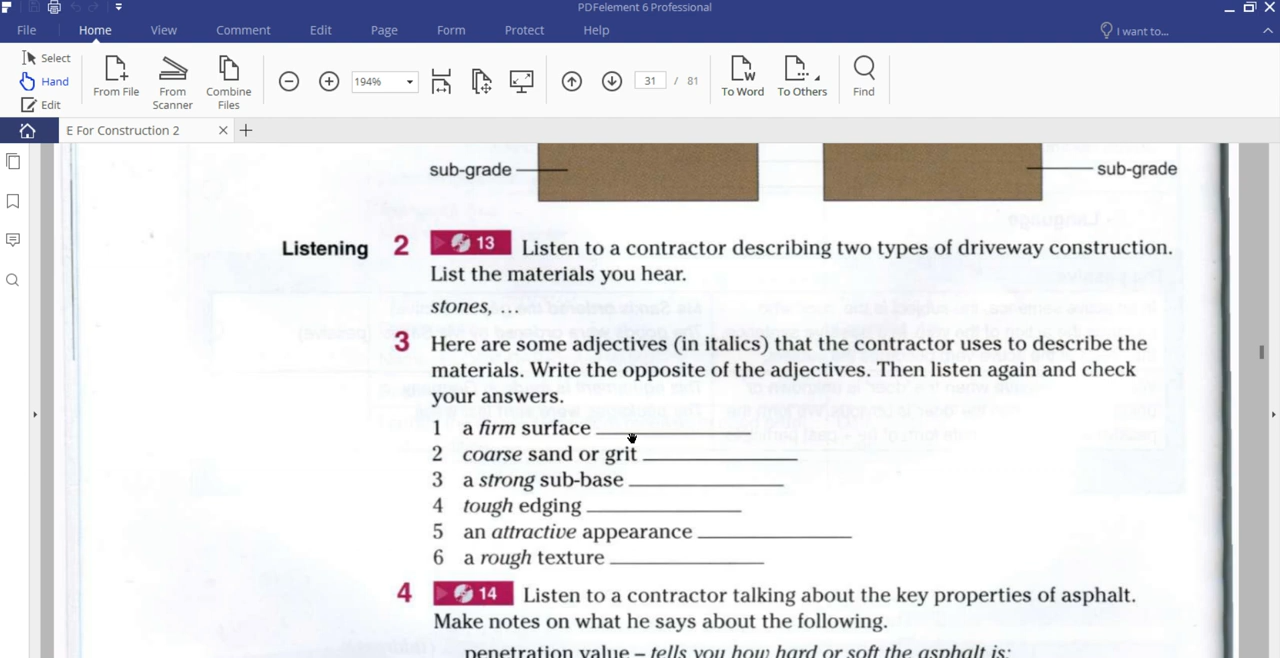 PDFelement 6 Professional
File Home View Comment Edit Page Form Protect Help I want to...
Select
Hand
Edit
From File
From Scanner
Combine Files
194%
31 / 81
To Word
To Others
Find
E For Construction 2
sub-grade sub-grade
Listening 2 13 Listen to a contractor describing two types of driveway construction.
List the materials you hear.
stones, ...
3 Here are some adjectives (in italics) that the contractor uses to describe the
materials. Write the opposite of the adjectives. Then listen again and check
your answers.
1 a firm surface
2 coarse sand or grit
3 a strong sub-base
4 tough edging
5 an attractive appearance
6 a rough texture
4 14 Listen to a contractor talking about the key properties of asphalt.
Make notes on what he says about the following.
penetration value – tells you how hard or soft the asphalt is: